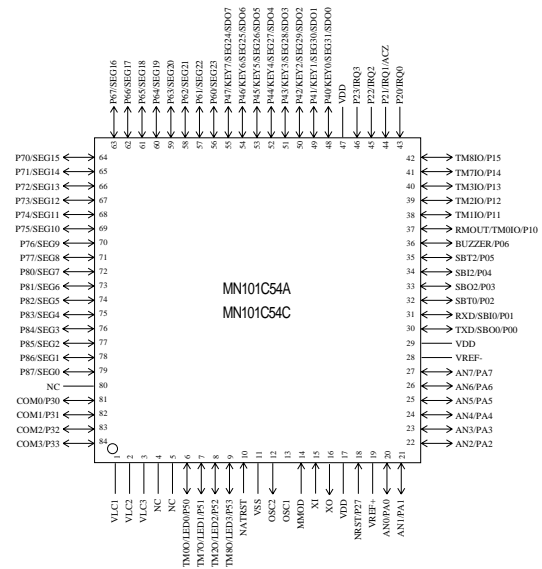 P67/SEG16
P66/SEG17
P65/SEG18
P64/SEG19
P63/SEG20
P62/SEG21
P61/SEG22
P60/SEG23
P47/KEY7/SEG24/SDO7
P46/KEY6/SEG25/SDO6
P45/KEY5/SEG26/SDO5
P44/KEY4/SEG27/SDO4
P43/KEY3/SEG28/SDO3
P42/KEY2/SEG29/SDO2
P41/KEY1/SEG30/SDO1
P40/KEY0/SEG31/SDO0
VDD
P23/IRQ3
P22/IRQ2
P21/IRQ1/ACZ
P20/IRQ0
63 62 61 60 59 58 57 56 55 54 53 52 51 50 49 48 47 46 45 44 43
P70/SEG15 64
P71/SEG14 65
P72/SEG13 66
P73/SEG12 67
P74/SEG11 68
P75/SEG10 69
P76/SEG9 70
P77/SEG8 71
P80/SEG7 72
P81/SEG6 73
P82/SEG5 74
P83/SEG4 75
P84/SEG3 76
P85/SEG2 77
P86/SEG1 78
P87/SEG0 79
NC 80
COM0/P30 81
COM1/P31 82
COM2/P32 83
COM3/P33 84
MN101C54A
MN101C54C
42 TM8IO/P15
41 TM7IO/P14
40 TM3IO/P13
39 TM2IO/P12
38 TM1IO/P11
37 RMOUT/TM0IO/P10
36 BUZZER/P06
35 SBT2/P05
34 SBI2/P04
33 SBO2/P03
32 SBT0/P02
31 RXD/SBI0/P01
30 TXD/SBO0/P00
29 VDD
28 VREF-
27 AN7/PA7
26 AN6/PA6
25 AN5/PA5
24 AN4/PA4
23 AN3/PA3
22 AN2/PA2
1 2 3 4 5 6 7 8 9 10 11 12 13 14 15 16 17 18 19 20 21
VLC1
VLC2
VLC3
NC
NC
TM0O/LED0/P50
TM7O/LED1/P51
TM2O/LED2/P52
TM8O/LED3/P53
NATRST
VSS
OSC2
OSC1
MMOD
XI
XO
VDD
NRST/P27
VREF+
AN0/PA0
AN1/PA1